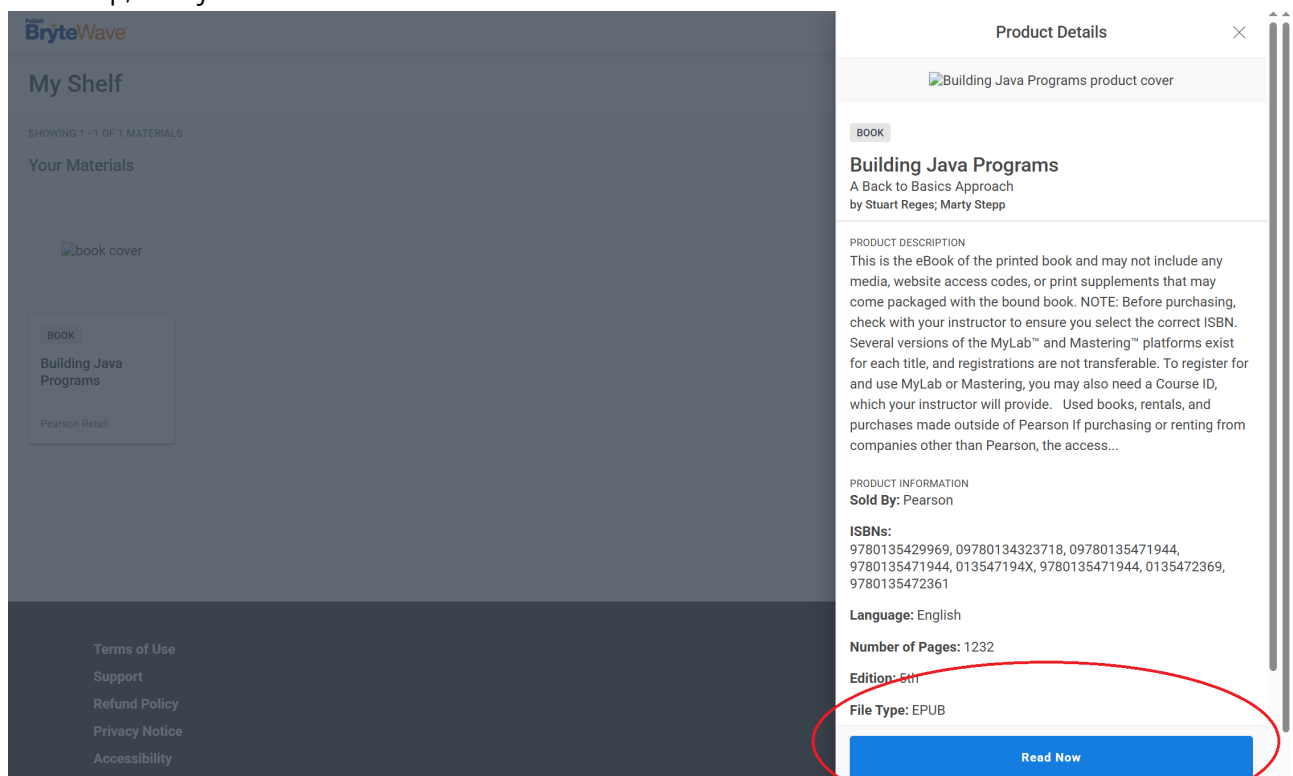 Follett
BryteWave
My Shelf
SHOWING 1 - 1 OF 1 MATERIALS
Your Materials
book cover
BOOK
Building Java
Programs
Pearson Retail
Terms of Use
Support
Refund Policy
Privacy Notice
Accessibility
Product Details
Building Java Programs product cover
BOOK
Building Java Programs
A Back to Basics Approach
by Stuart Reges; Marty Stepp
PRODUCT DESCRIPTION
This is the eBook of the printed book and may not include any
media, website access codes, or print supplements that may
come packaged with the bound book. NOTE: Before purchasing,
check with your instructor to ensure you select the correct ISBN.
Several versions of the MyLab™ and Mastering™ platforms exist
for each title, and registrations are not transferable. To register for
and use MyLab or Mastering, you may also need a Course ID,
which your instructor will provide.   Used books, rentals, and
purchases made outside of Pearson If purchasing or renting from
companies other than Pearson, the access...
PRODUCT INFORMATION
Sold By: Pearson
ISBNs:
9780135429969, 09780134323718, 09780135471944,
9780135471944, 013547194X, 9780135471944, 0135472369,
9780135472361
Language: English
Number of Pages: 1232
Edition: 5th
File Type: EPUB
Read Now